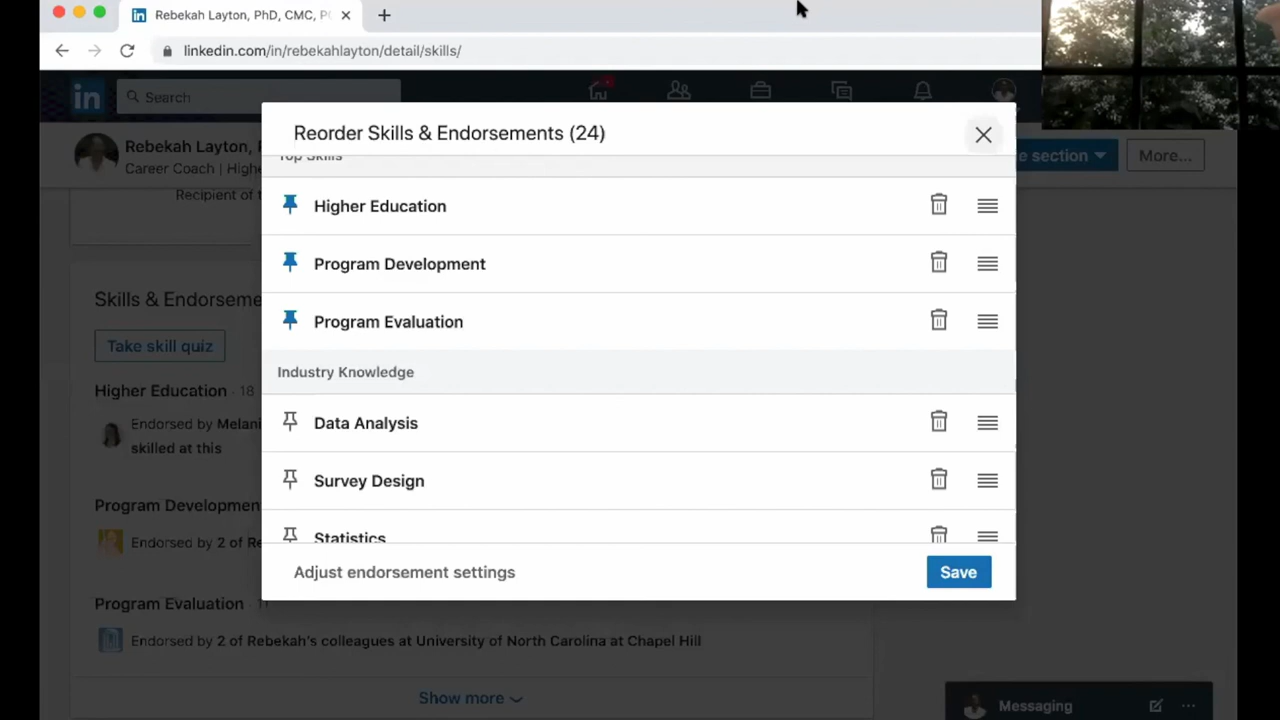 in Rebekah Layton, PhD, CMC, P
linkedin.com/in/rebekahlayton/detail/skills/
in Search
Reorder Skills & Endorsements (24)
Rebekah Layton,
Career Coach | Highe
section
More...
Recipient of
Top Skills
Higher Education
Program Development
Program Evaluation
Industry Knowledge
Data Analysis
Survey Design
Statistics
Adjust endorsement settings
Save
Skills & Endorseme
Take skill quiz
Higher Education · 18
Endorsed by Melani
skilled at this
Program Developmen
Endorsed by 2 of Re
Program Evaluation
Endorsed by 2 of Rebekah's colleagues at University of North Carolina at Chapel Hill
Show more
Messaging